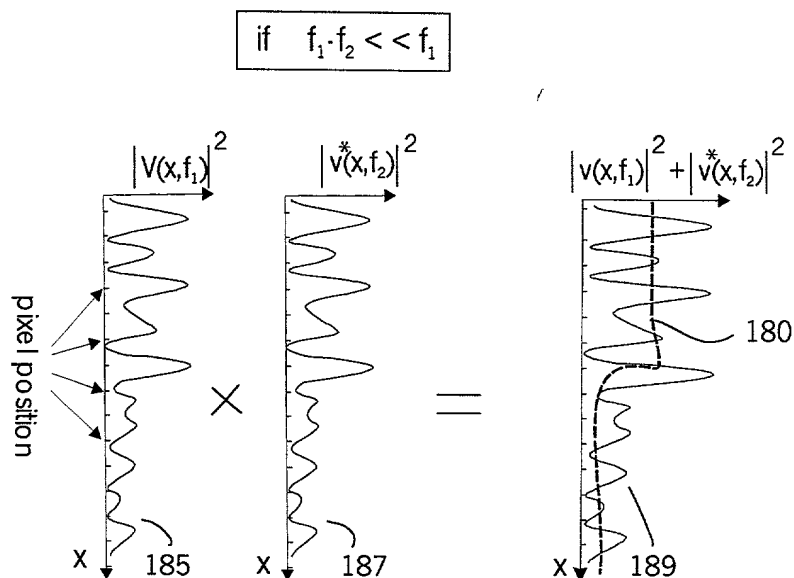 if f₁-f₂ << f₁
|V(x,f₁)|²
|v*(x,f₂)|²
|v(x,f₁)|² + |v*(x,f₂)|²
pixel position
×
=
180
x
185
x
187
x
189